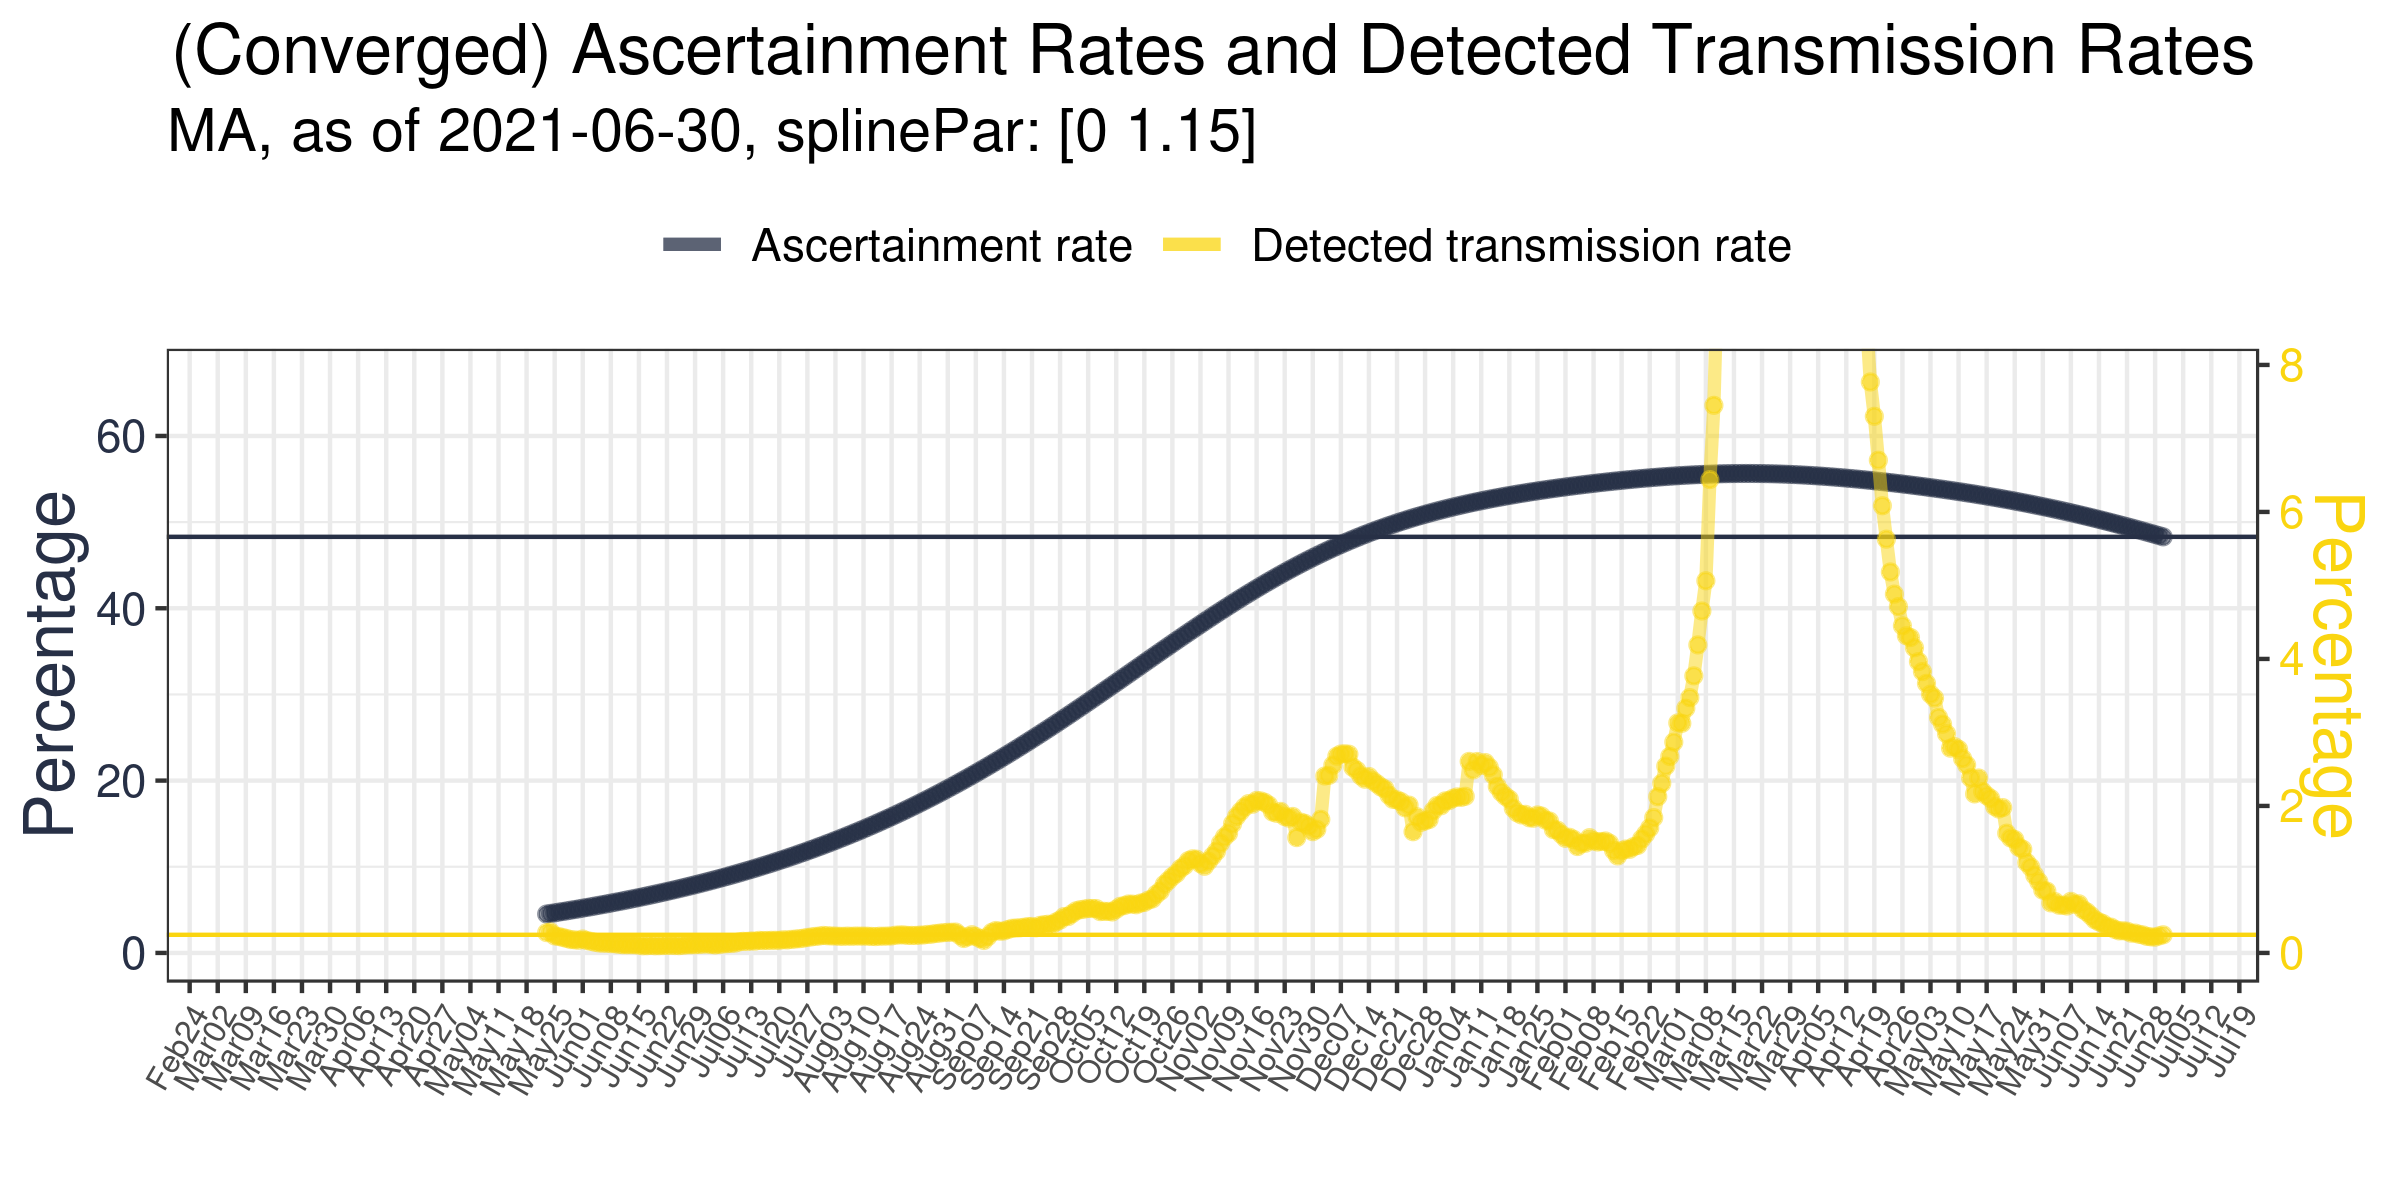 (Converged) Ascertainment Rates and Detected Transmission Rates
MA, as of 2021-06-30, splinePar: [0 1.15]
Ascertainment rate Detected transmission rate
Percentage
60
40
20
0
8
6
4
2
0
Percentage
Feb24 Mar02 Mar09 Mar16 Mar23 Mar30 Apr06 Apr13 Apr20 Apr27 May04 May11 May18 May25 Jun01 Jun08 Jun15 Jun22 Jun29 Jul06 Jul13 Jul20 Jul27 Aug03 Aug10 Aug17 Aug24 Aug31 Sep07 Sep14 Sep21 Sep28 Oct05 Oct12 Oct19 Oct26 Nov02 Nov09 Nov16 Nov23 Nov30 Dec07 Dec14 Dec21 Dec28 Jan04 Jan11 Jan18 Jan25 Feb01 Feb08 Feb15 Feb22 Mar01 Mar08 Mar15 Mar22 Mar29 Apr05 Apr12 Apr19 Apr26 May03 May10 May17 May24 May31 Jun07 Jun14 Jun21 Jun28 Jul05 Jul12 Jul19